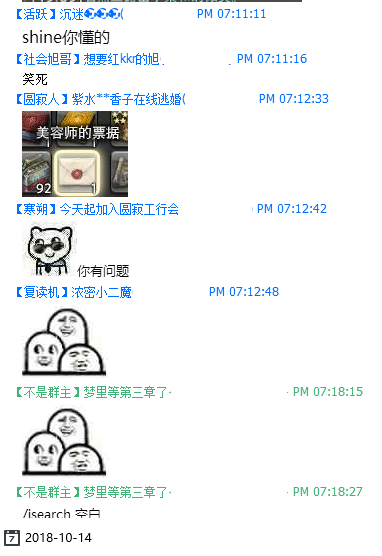 【活跃】沉迷( PM 07:11:11
shine你懂的
【社会旭哥】想要红kkr的旭 PM 07:11:16
笑死
【圆寂人】紫水**香子在线逃婚( PM 07:12:33
美容师的票据
92 1
【寒朔】今天起加入圆寂工行会 PM 07:12:42
你有问题
【复读机】浓密小二魔 PM 07:12:48
【不是群主】梦里等第三章了· PM 07:18:15
【不是群主】梦里等第三章了· PM 07:18:27
/isearch 空白
7 2018-10-14